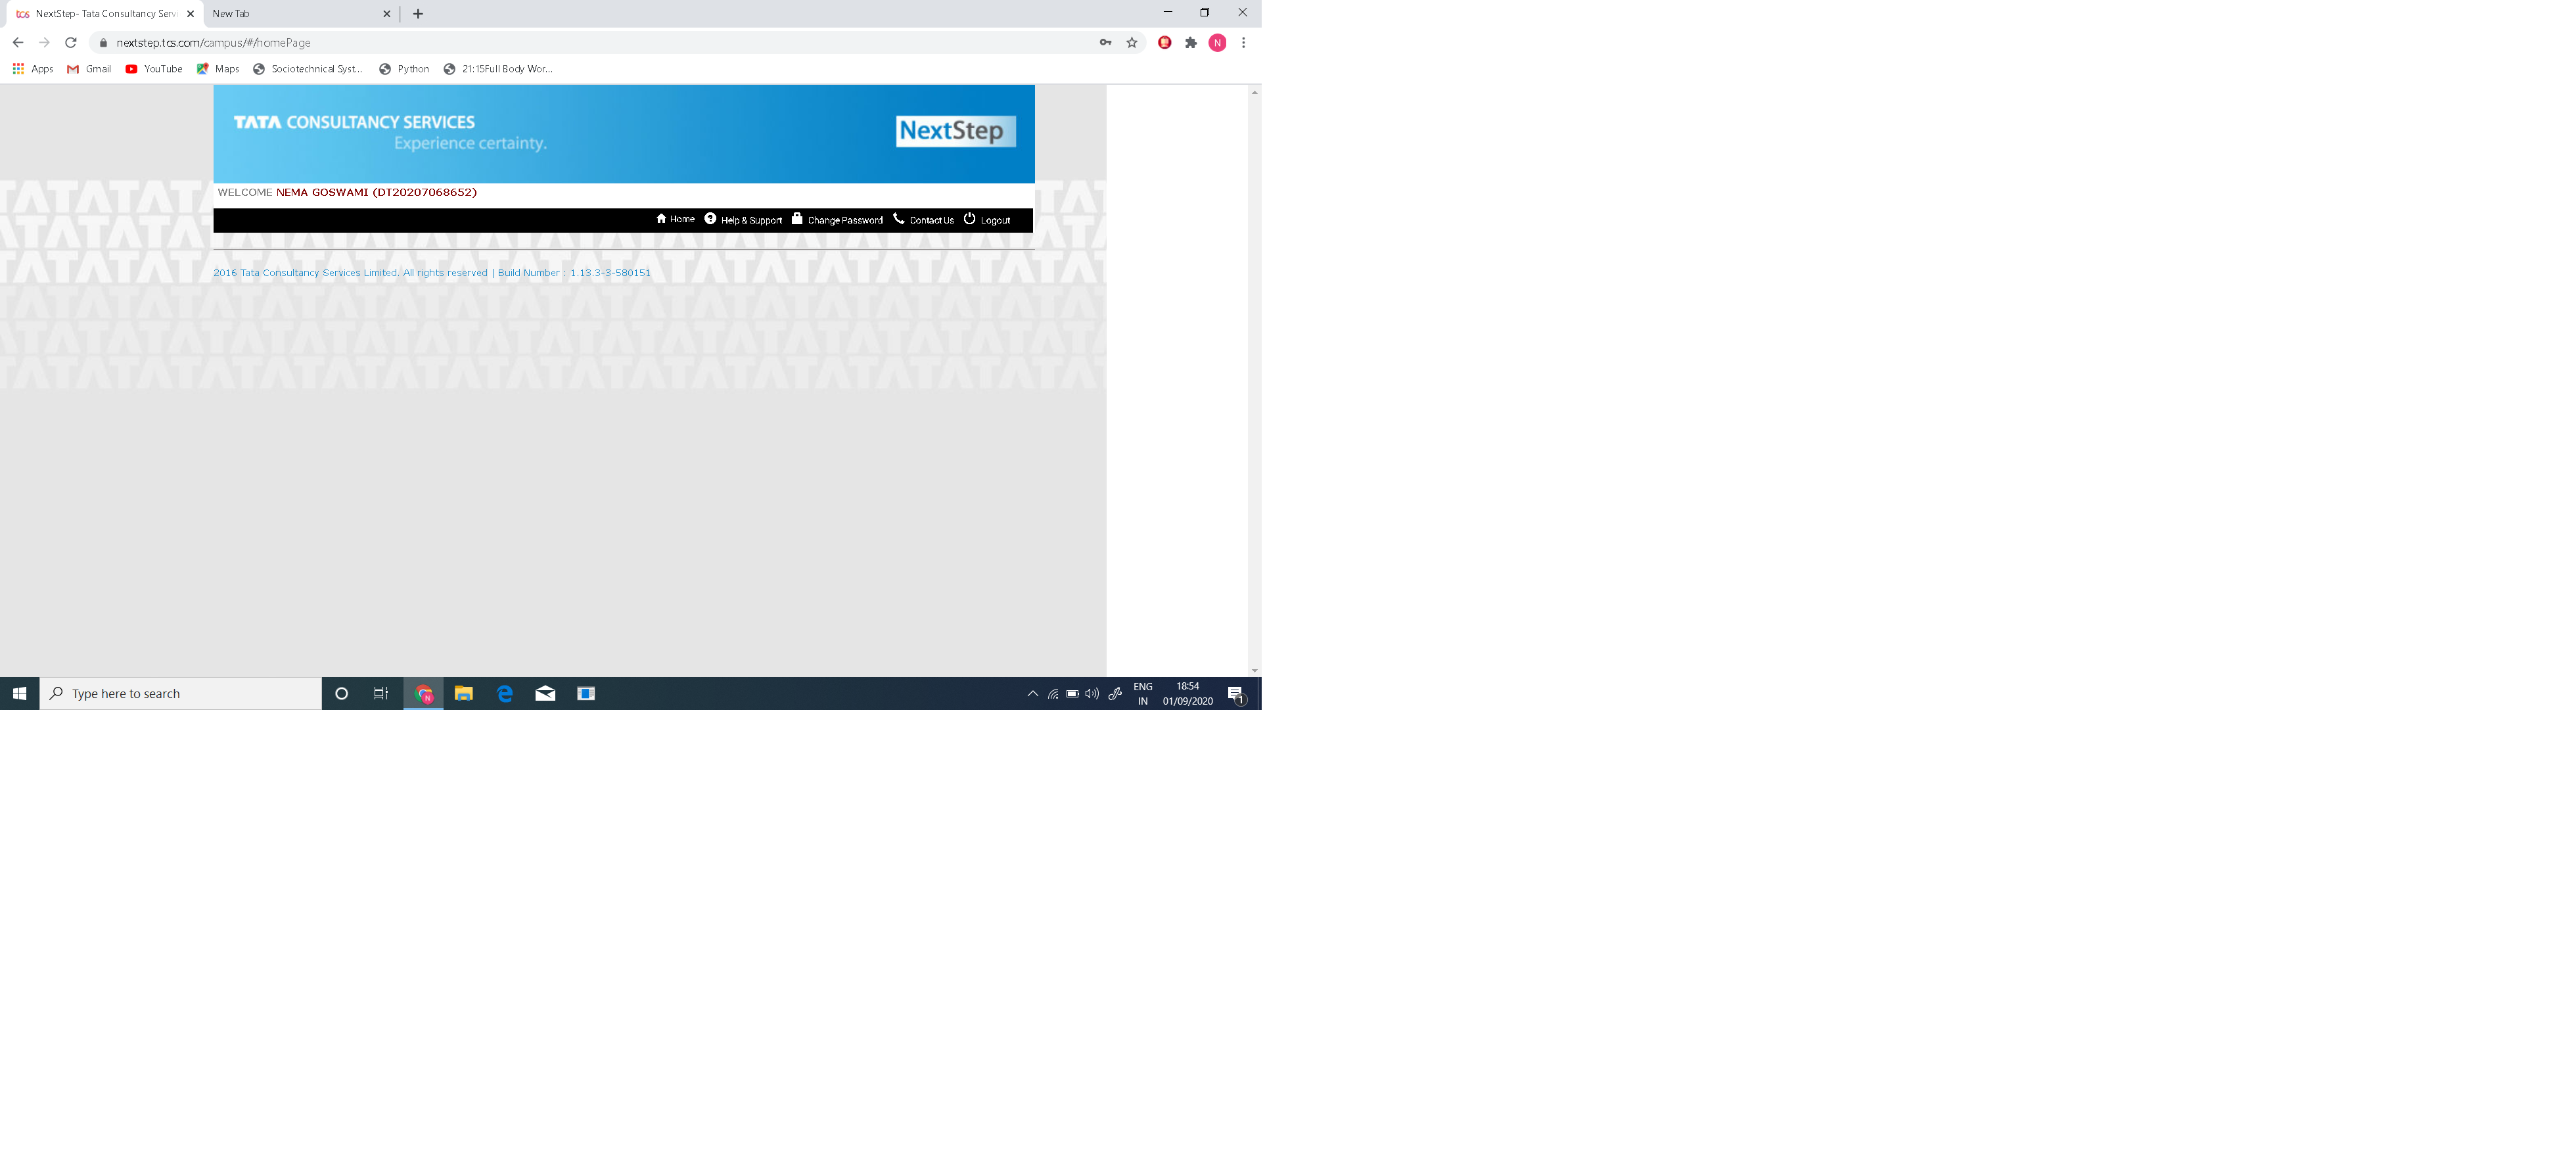 tcs NextStep- Tata Consultancy Servi
New Tab
nextstep.tcs.com/campus/#/homePage
N
Apps Gmail YouTube Maps Sociotechnical Syst... Python 21:15Full Body Wor...
TATA CONSULTANCY SERVICES
Experience certainty.
NextStep
WELCOME NEMA GOSWAMI (DT20207068652)
Home Help & Support Change Password Contact Us Logout
2016 Tata Consultancy Services Limited. All rights reserved | Build Number : 1.13.3-3-580151
Type here to search
N
ENG
IN
18:54
01/09/2020
1